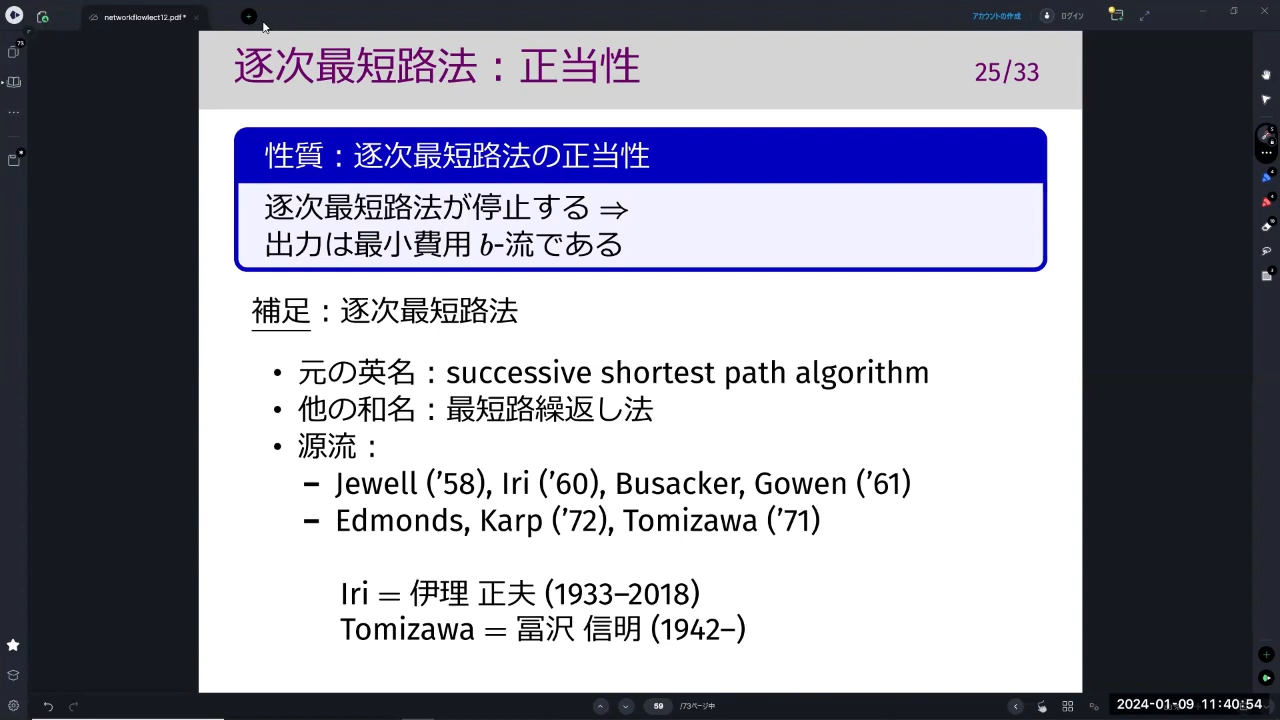 networkflowlect12.pdf *
アカウントの作成
ログイン
逐次最短路法：正当性
25/33
性質：逐次最短路法の正当性
逐次最短路法が停止する ⇒
出力は最小費用 b-流である
補足：逐次最短路法
• 元の英名：successive shortest path algorithm
• 他の和名：最短路繰返し法
• 源流：
– Jewell (’58), Iri (’60), Busacker, Gowen (’61)
– Edmonds, Karp (’72), Tomizawa (’71)
Iri = 伊理 正夫 (1933–2018)
Tomizawa = 冨沢 信明 (1942–)
59 /73ページ中
2024-01-09 11:40:54